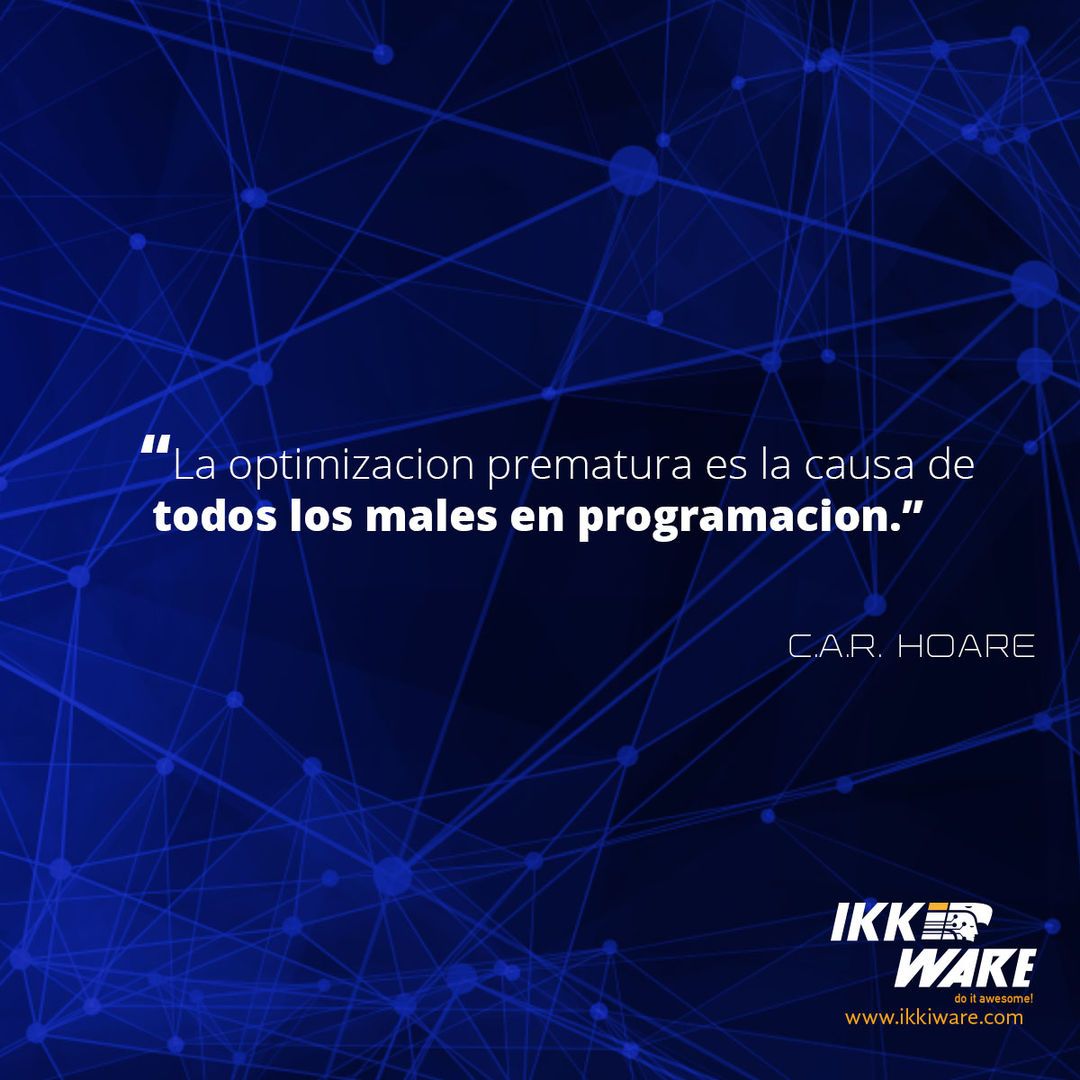 “La optimizacion prematura es la causa de
todos los males en programacion.”
C.A.R. HOARE
IKKI
WARE
do it awesome!
www.ikkiware.com